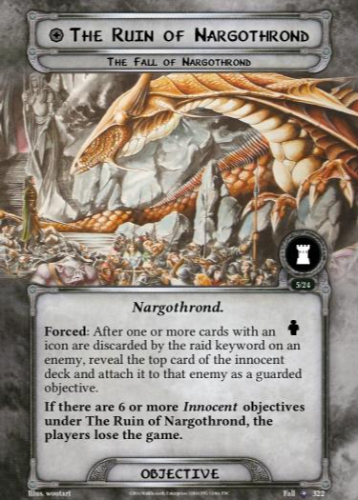 The Ruin of Nargothrond
The Fall of Nargothrond
5/24
Nargothrond.
Forced: After one or more cards with an
icon are discarded by the raid keyword on
an enemy, reveal the top card of the innocent
deck and attach it to that enemy as a guarded
objective.
If there are 6 or more Innocent objectives
under The Ruin of Nargothrond, the
players lose the game.
OBJECTIVE
322